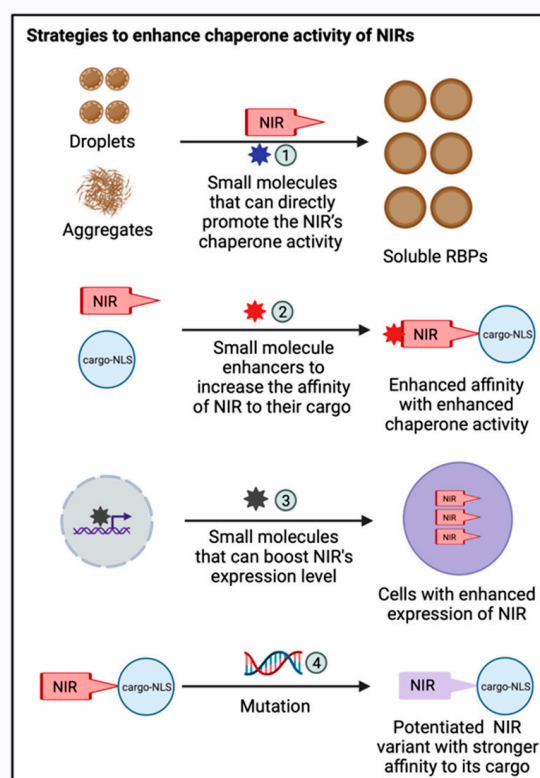 Strategies to enhance chaperone activity of NIRs
Droplets
Aggregates
NIR
1
Small molecules
that can directly
promote the NIR's
chaperone activity
Soluble RBPs
NIR
cargo-NLS
2
Small molecule
enhancers to
increase the affinity
of NIR to their cargo
NIR
cargo-NLS
Enhanced affinity
with enhanced
chaperone activity
3
Small molecules
that can boost NIR's
expression level
NIR
NIR
NIR
Cells with enhanced
expression of NIR
NIR
cargo-NLS
4
Mutation
NIR
cargo-NLS
Potentiated NIR
variant with stronger
affinity to its cargo